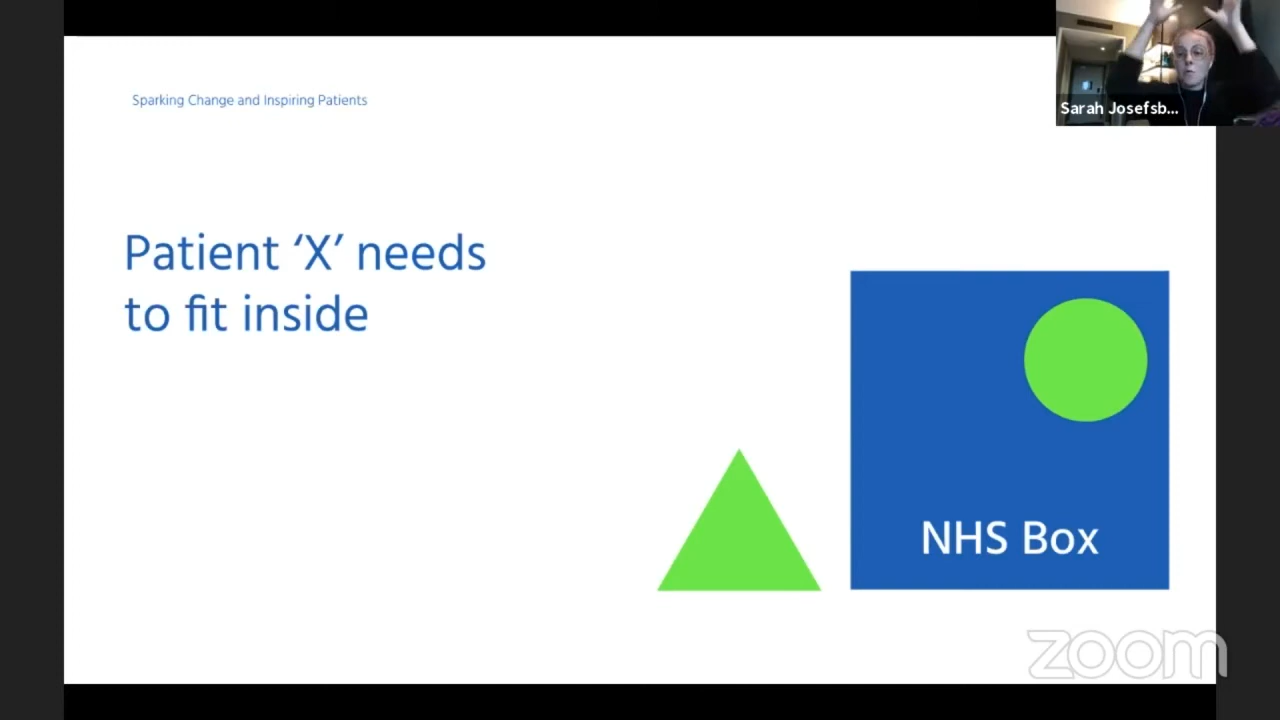 Sparking Change and Inspiring Patients
Sarah Josefsb...
Patient ‘X’ needs
to fit inside
NHS Box
zoom